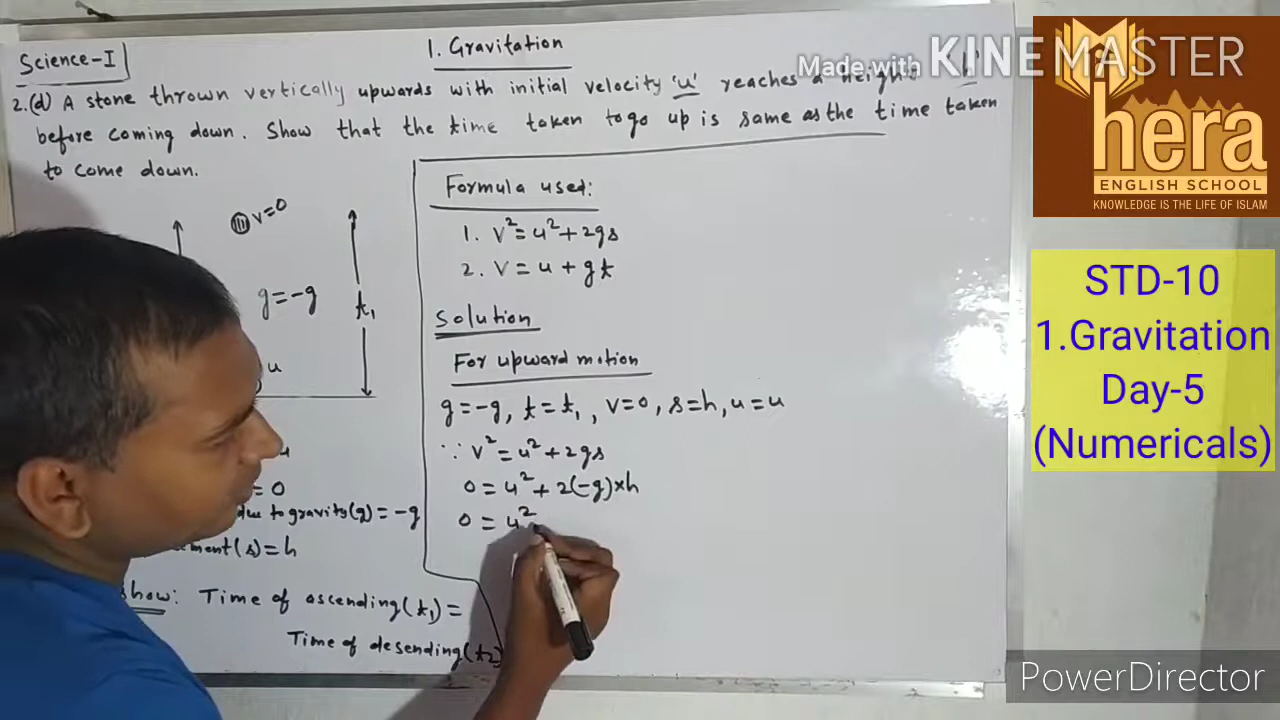 Science-I
1. Gravitation
2.(d) A stone thrown vertically upwards with initial velocity 'u' reaches a height 'h'
before coming down. Show that the time taken to go up is same as the time taken
to come down.
v=0
g=-g
t₁
u
= 0
due to gravity(g) = -g
(s)=h
show: Time of ascending(t₁) =
Time of desending(t₂)
Formula used:
1. v²= u²+2gs
2. v = u + gt
Solution
For upward motion
g=-g, t=t₁, v=0, s=h, u=u
∵ v² = u² + 2gs
0 = u² + 2(-g)×h
0 = u²
Made with KINEMASTER
hera
ENGLISH SCHOOL
KNOWLEDGE IS THE LIFE OF ISLAM
STD-10
1.Gravitation
Day-5
(Numericals)
PowerDirector